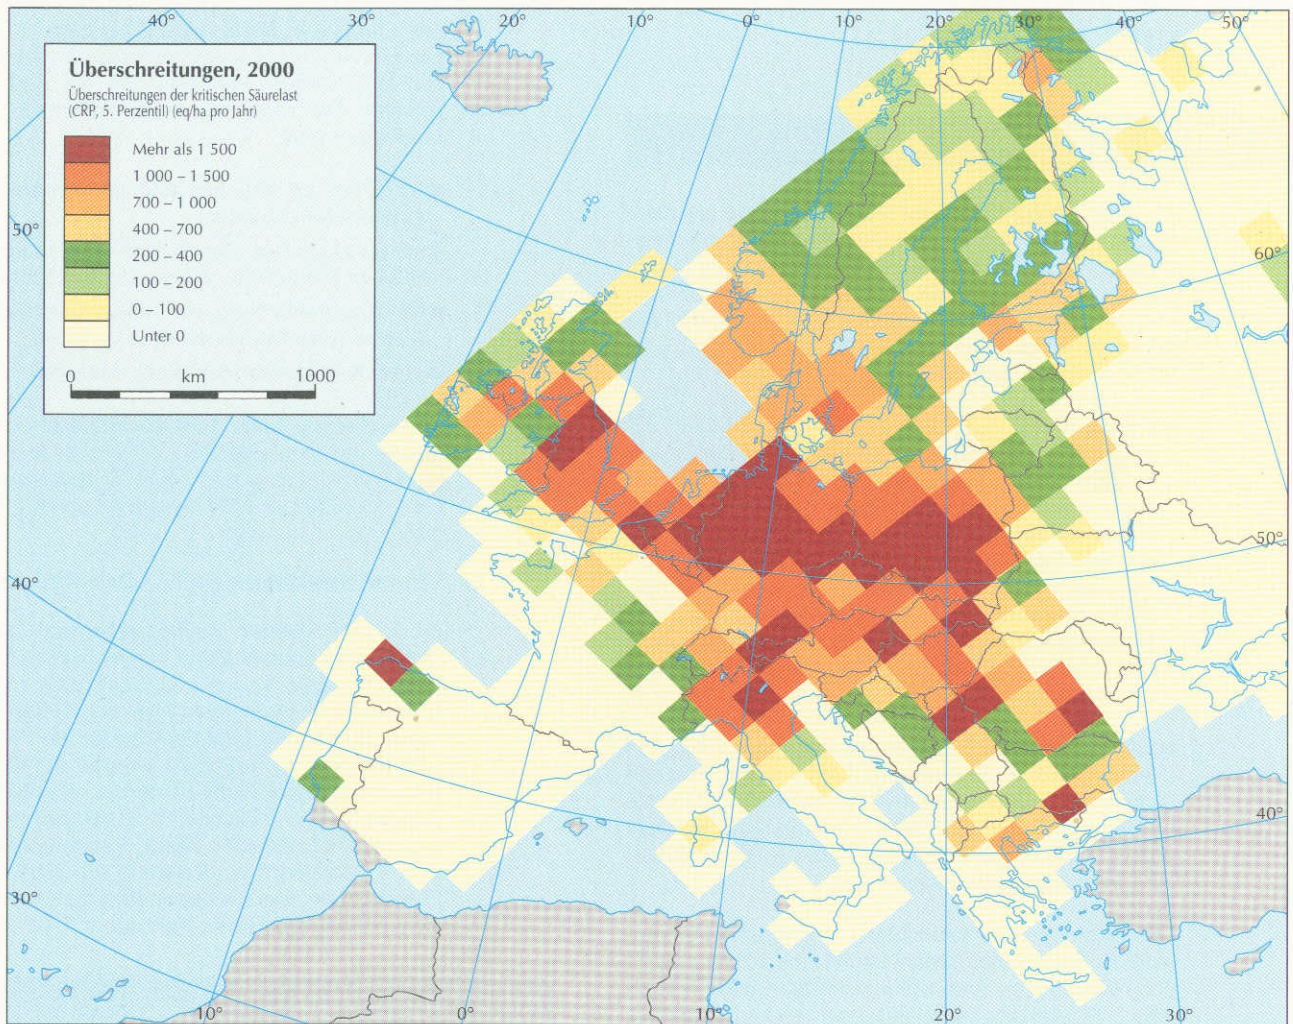 40°
30°
20°
10°
0°
10°
20°
30°
40°
50°
Überschreitungen, 2000
Überschreitungen der kritischen Säurelast
(CRP, 5. Perzentil) (eq/ha pro Jahr)
Mehr als 1 500
1 000 – 1 500
700 – 1 000
400 – 700
200 – 400
100 – 200
0 – 100
Unter 0
0 km 1000
50°
60°
50°
40°
40°
30°
10°
0°
10°
20°
30°